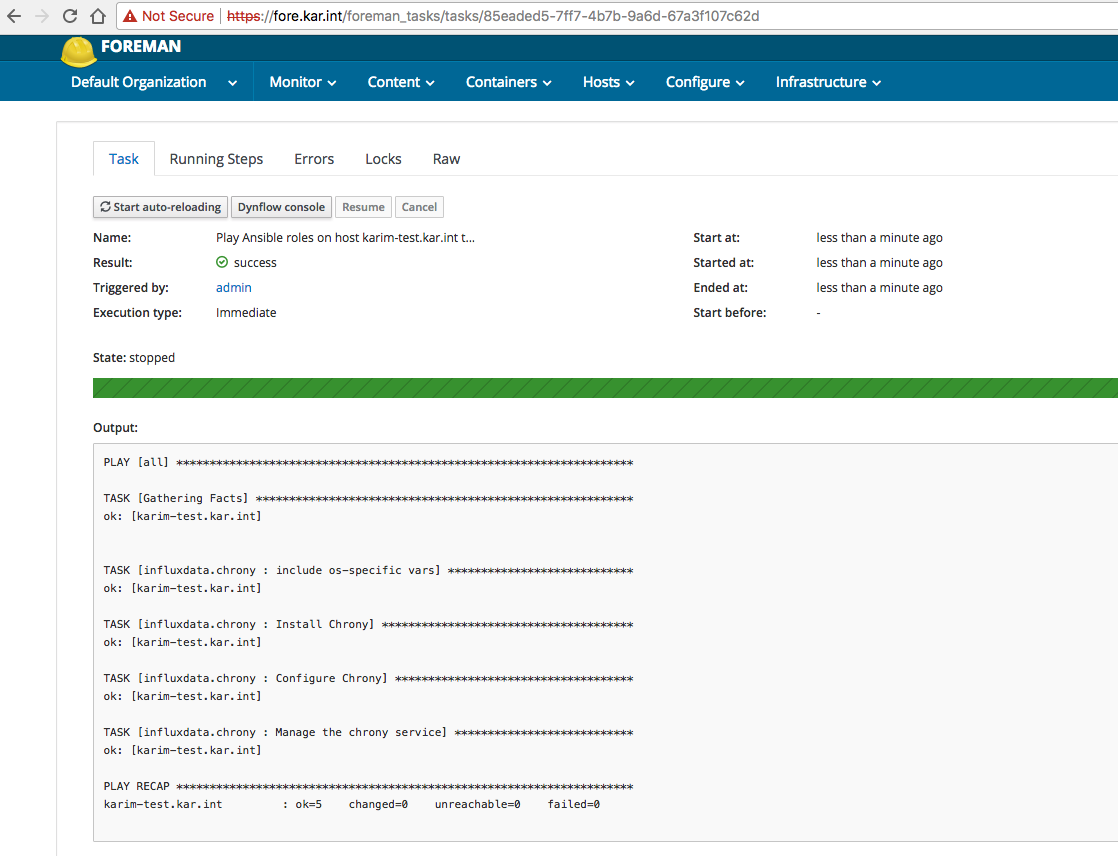 Not Secure https://fore.kar.int/foreman_tasks/tasks/85eaded5-7ff7-4b7b-9a6d-67a3f107c62d
FOREMAN
Default Organization Monitor Content Containers Hosts Configure Infrastructure
Task Running Steps Errors Locks Raw
Start auto-reloading Dynflow console Resume Cancel
Name: Play Ansible roles on host karim-test.kar.int t... Start at: less than a minute ago
Result: success Started at: less than a minute ago
Triggered by: admin Ended at: less than a minute ago
Execution type: Immediate Start before: -
State: stopped
Output:
PLAY [all] *********************************************************************
TASK [Gathering Facts] *********************************************************
ok: [karim-test.kar.int]
TASK [influxdata.chrony : include os-specific vars] ****************************
ok: [karim-test.kar.int]
TASK [influxdata.chrony : Install Chrony] **************************************
ok: [karim-test.kar.int]
TASK [influxdata.chrony : Configure Chrony] ************************************
ok: [karim-test.kar.int]
TASK [influxdata.chrony : Manage the chrony service] ***************************
ok: [karim-test.kar.int]
PLAY RECAP *********************************************************************
karim-test.kar.int : ok=5 changed=0 unreachable=0 failed=0